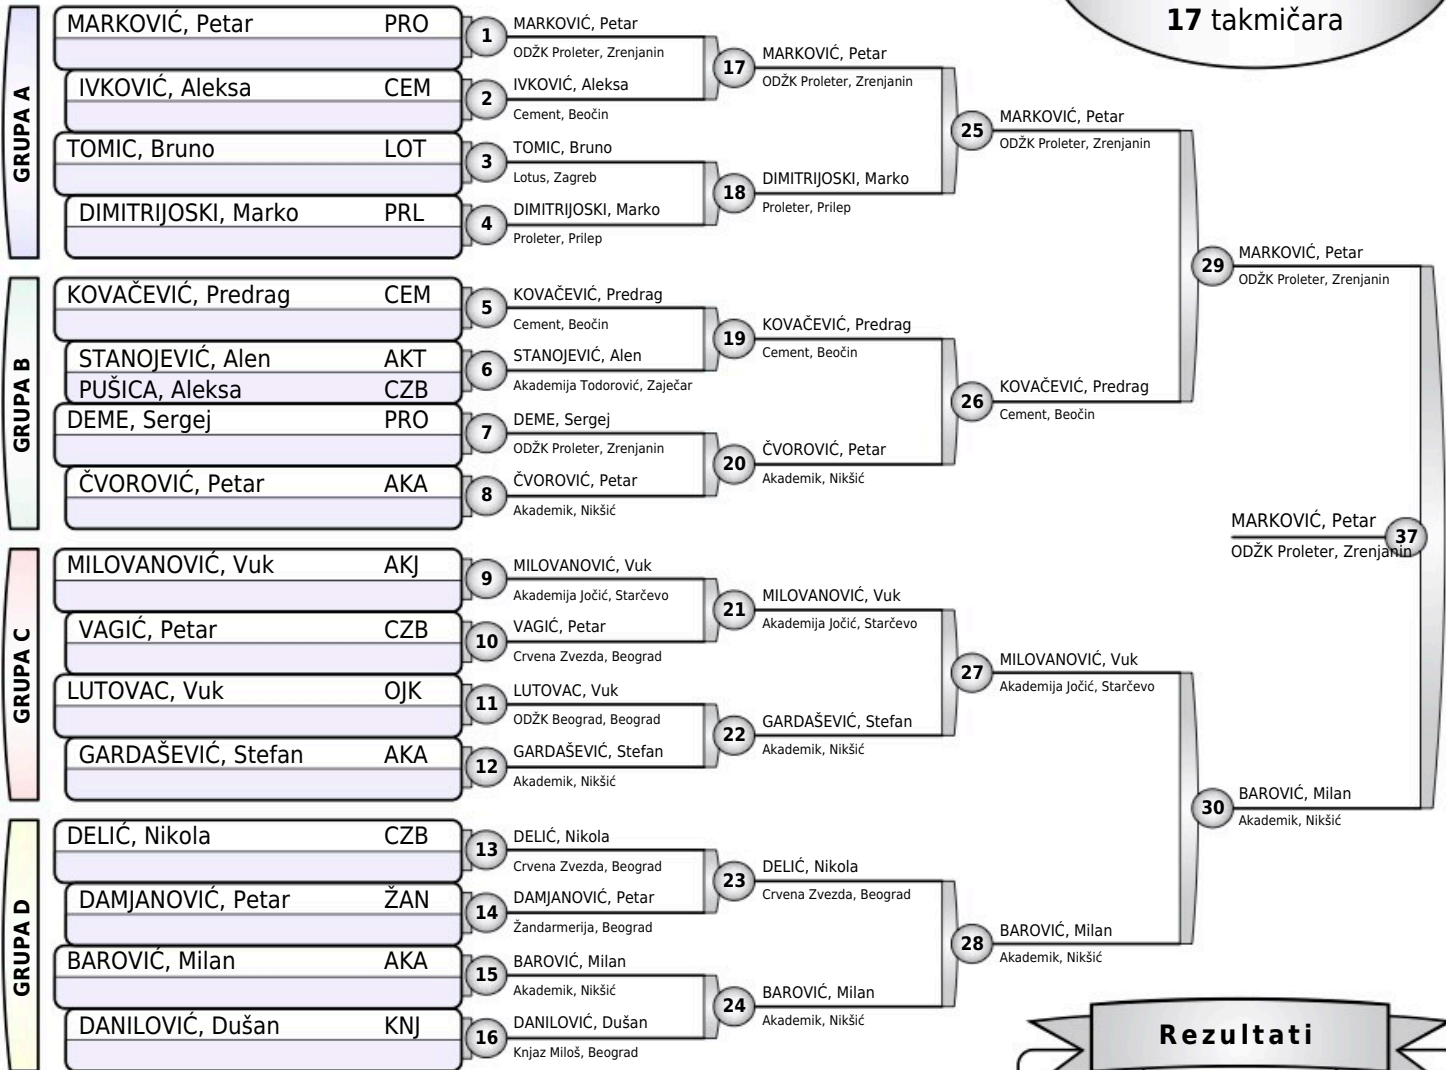 17 takmičara
GRUPA A
MARKOVIĆ, Petar PRO
IVKOVIĆ, Aleksa CEM
TOMIC, Bruno LOT
DIMITRIJOSKI, Marko PRL
GRUPA B
KOVAČEVIĆ, Predrag CEM
STANOJEVIĆ, Alen AKT
PUŠICA, Aleksa CZB
DEME, Sergej PRO
ČVOROVIĆ, Petar AKA
GRUPA C
MILOVANOVIĆ, Vuk AKJ
VAGIĆ, Petar CZB
LUTOVAC, Vuk OJK
GARDAŠEVIĆ, Stefan AKA
GRUPA D
DELIĆ, Nikola CZB
DAMJANOVIĆ, Petar ŽAN
BAROVIĆ, Milan AKA
DANILOVIĆ, Dušan KNJ
1 MARKOVIĆ, Petar
ODŽK Proleter, Zrenjanin
2 IVKOVIĆ, Aleksa
Cement, Beočin
3 TOMIC, Bruno
Lotus, Zagreb
4 DIMITRIJOSKI, Marko
Proleter, Prilep
5 KOVAČEVIĆ, Predrag
Cement, Beočin
6 STANOJEVIĆ, Alen
Akademija Todorović, Zaječar
7 DEME, Sergej
ODŽK Proleter, Zrenjanin
8 ČVOROVIĆ, Petar
Akademik, Nikšić
9 MILOVANOVIĆ, Vuk
Akademija Jočić, Starčevo
10 VAGIĆ, Petar
Crvena Zvezda, Beograd
11 LUTOVAC, Vuk
ODŽK Beograd, Beograd
12 GARDAŠEVIĆ, Stefan
Akademik, Nikšić
13 DELIĆ, Nikola
Crvena Zvezda, Beograd
14 DAMJANOVIĆ, Petar
Žandarmerija, Beograd
15 BAROVIĆ, Milan
Akademik, Nikšić
16 DANILOVIĆ, Dušan
Knjaz Miloš, Beograd
17 MARKOVIĆ, Petar
ODŽK Proleter, Zrenjanin
18 DIMITRIJOSKI, Marko
Proleter, Prilep
19 KOVAČEVIĆ, Predrag
Cement, Beočin
20 ČVOROVIĆ, Petar
Akademik, Nikšić
21 MILOVANOVIĆ, Vuk
Akademija Jočić, Starčevo
22 GARDAŠEVIĆ, Stefan
Akademik, Nikšić
23 DELIĆ, Nikola
Crvena Zvezda, Beograd
24 BAROVIĆ, Milan
Akademik, Nikšić
25 MARKOVIĆ, Petar
ODŽK Proleter, Zrenjanin
26 KOVAČEVIĆ, Predrag
Cement, Beočin
27 MILOVANOVIĆ, Vuk
Akademija Jočić, Starčevo
28 BAROVIĆ, Milan
Akademik, Nikšić
29 MARKOVIĆ, Petar
ODŽK Proleter, Zrenjanin
30 BAROVIĆ, Milan
Akademik, Nikšić
MARKOVIĆ, Petar 37
ODŽK Proleter, Zrenjanin
Rezultati